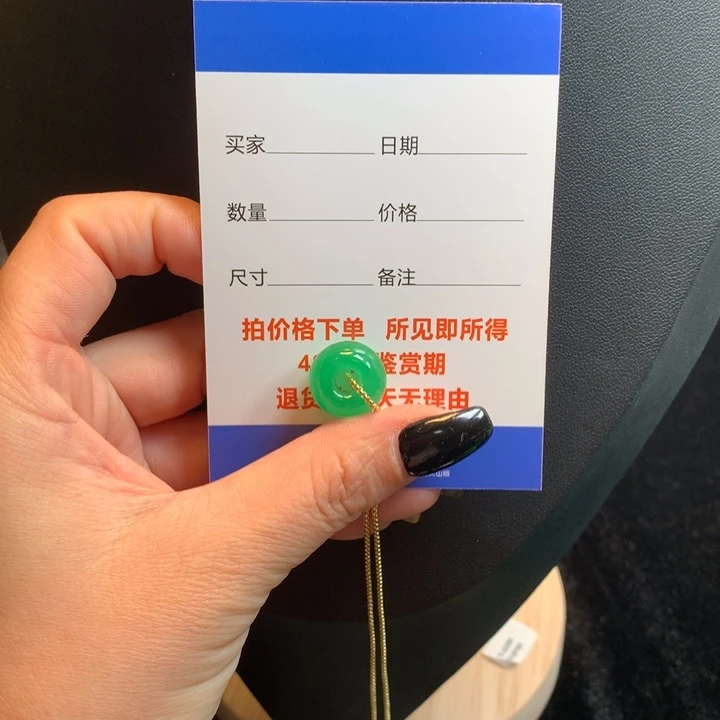 买家 日期
数量 价格
尺寸 备注
拍价格下单 所见即所得
4 鉴赏期
退货 天无理由